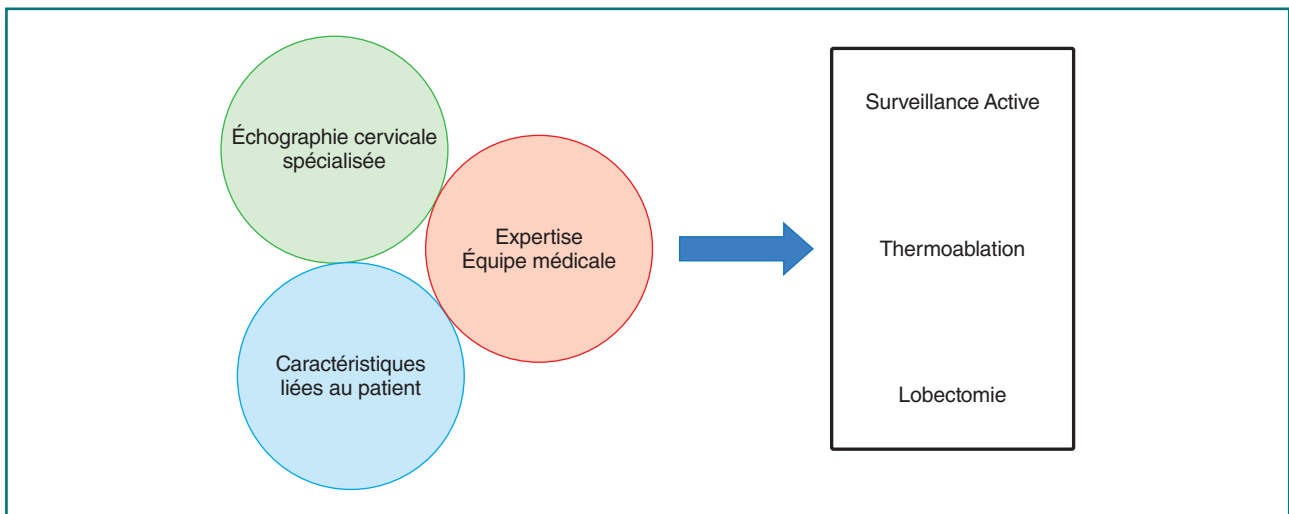 Échographie cervicale
spécialisée
Expertise
Équipe médicale
Caractéristiques
liées au patient
Surveillance Active
Thermoablation
Lobectomie